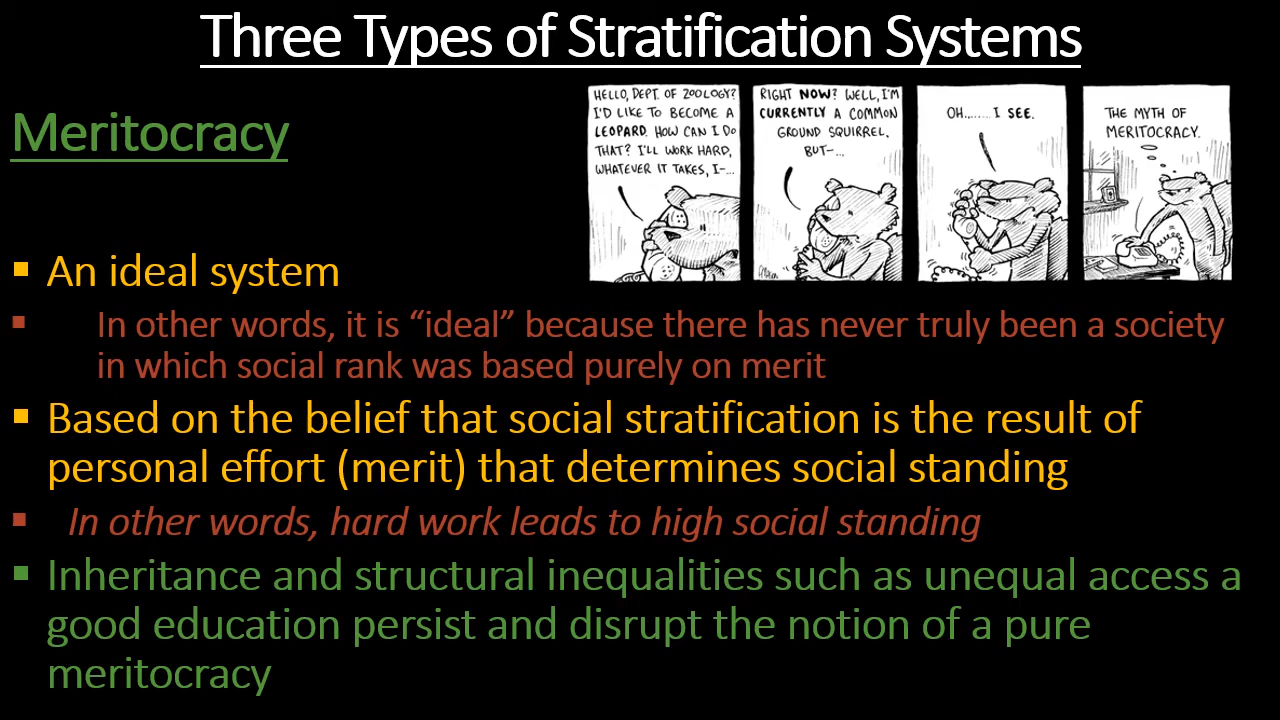 Three Types of Stratification Systems
Meritocracy
HELLO, DEPT. OF ZOOLOGY?
I'D LIKE TO BECOME A
LEOPARD. HOW CAN I DO
THAT? I'LL WORK HARD,
WHATEVER IT TAKES, I-...
RIGHT NOW? WELL, I'M
CURRENTLY A COMMON
GROUND SQUIRREL,
BUT-...
OH....... I SEE.
THE MYTH OF
MERITOCRACY.
▪ An ideal system
▪ In other words, it is “ideal” because there has never truly been a society
in which social rank was based purely on merit
▪ Based on the belief that social stratification is the result of
personal effort (merit) that determines social standing
▪ In other words, hard work leads to high social standing
▪ Inheritance and structural inequalities such as unequal access a
good education persist and disrupt the notion of a pure
meritocracy